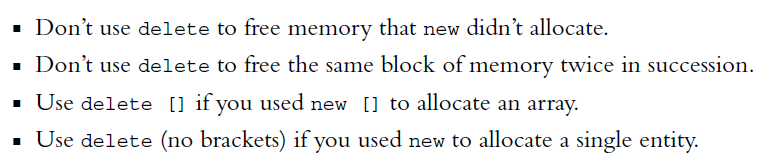 ▪ Don’t use delete to free memory that new didn’t allocate.
▪ Don’t use delete to free the same block of memory twice in succession.
▪ Use delete [] if you used new [] to allocate an array.
▪ Use delete (no brackets) if you used new to allocate a single entity.